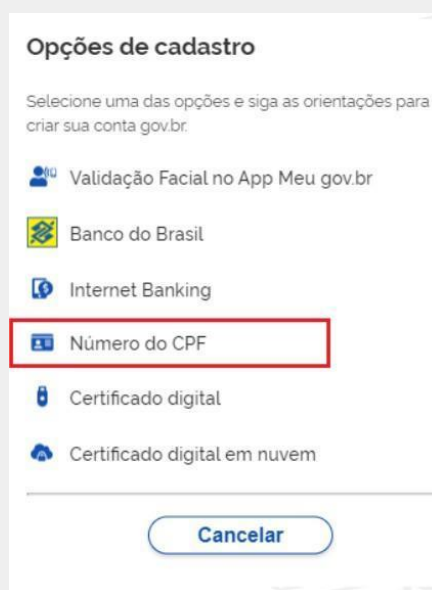 Opções de cadastro
Selecione uma das opções e siga as orientações para
criar sua conta gov.br.
Validação Facial no App Meu gov.br
Banco do Brasil
Internet Banking
Número do CPF
Certificado digital
Certificado digital em nuvem
Cancelar